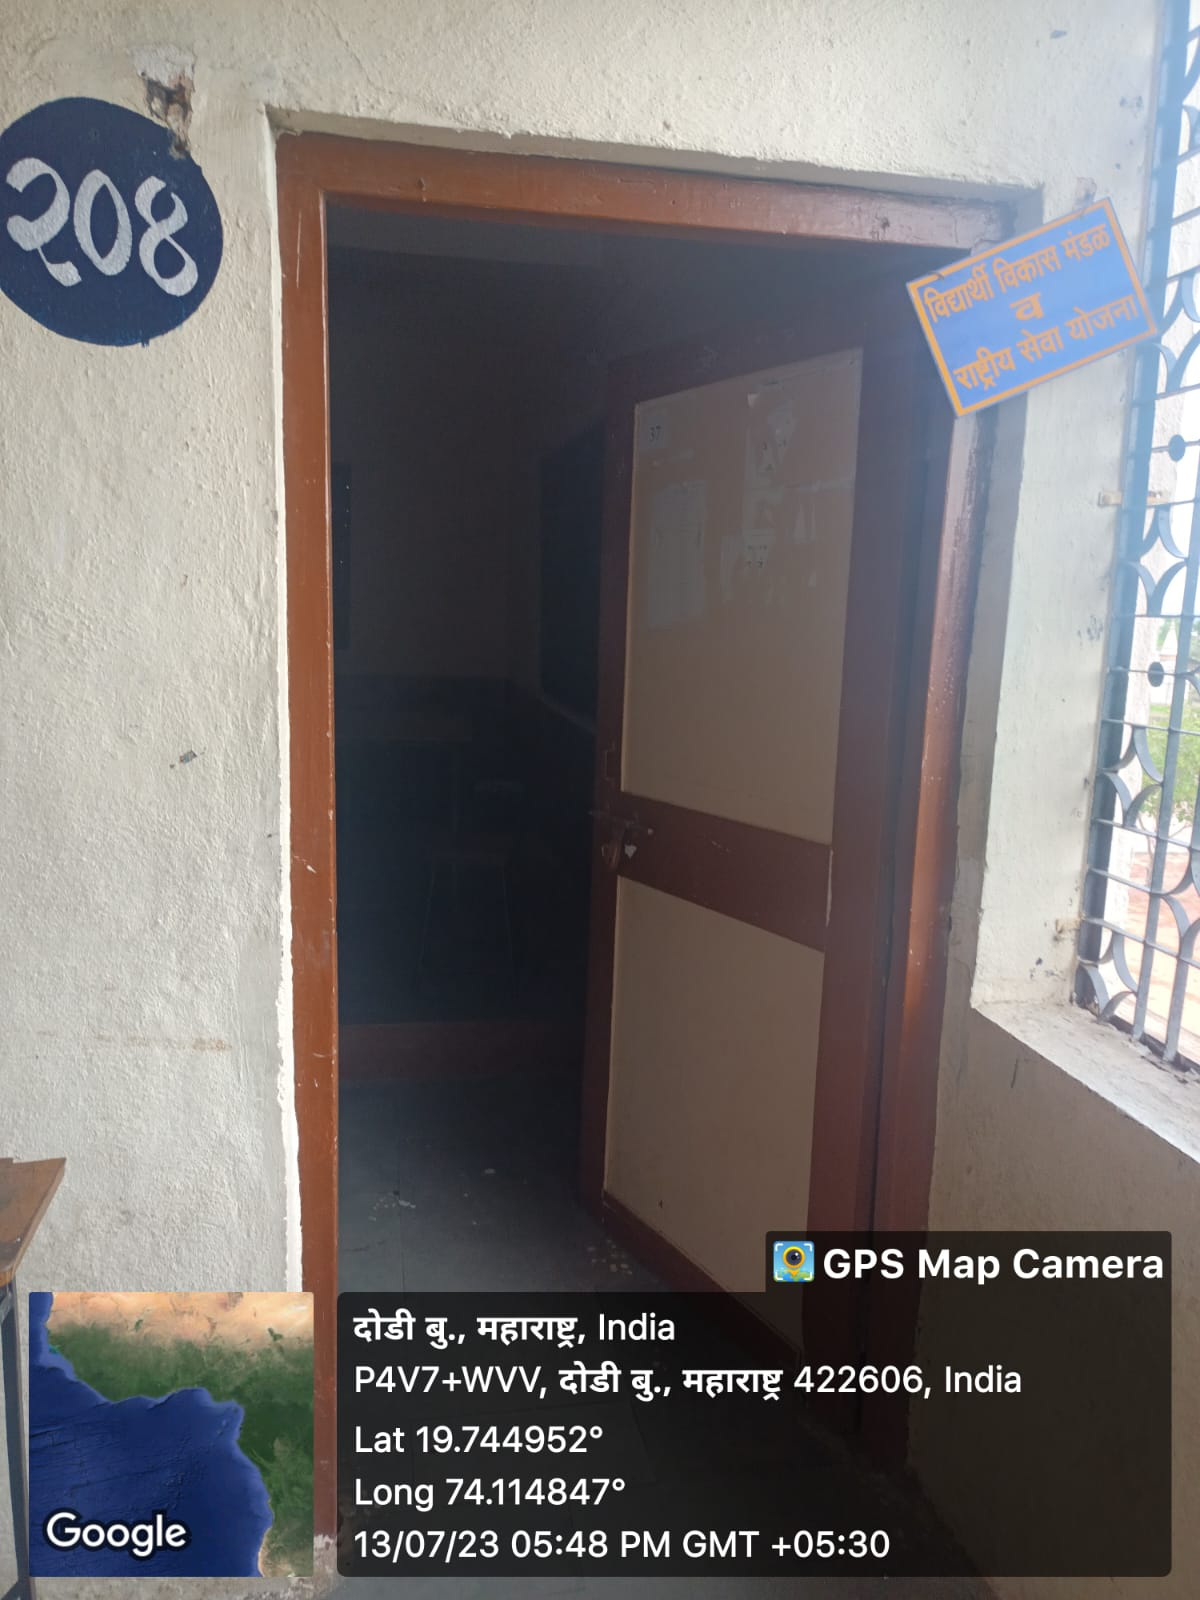 २०४
विद्यार्थी विकास मंडळ
व
राष्ट्रीय सेवा योजना
37
GPS Map Camera
दोडी बु., महाराष्ट्र, India
P4V7+WVV, दोडी बु., महाराष्ट्र 422606, India
Lat 19.744952°
Long 74.114847°
13/07/23 05:48 PM GMT +05:30
Google